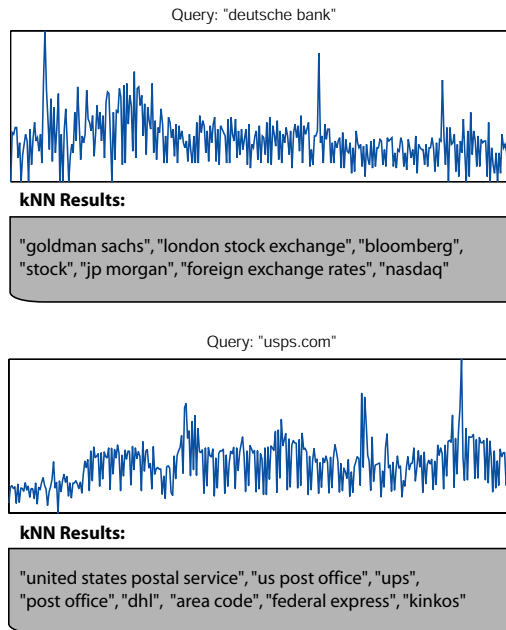 Query: "deutsche bank"
kNN Results:
"goldman sachs", "london stock exchange", "bloomberg",
"stock", "jp morgan", "foreign exchange rates", "nasdaq"
Query: "usps.com"
kNN Results:
"united states postal service", "us post office", "ups",
"post office", "dhl", "area code", "federal express", "kinkos"